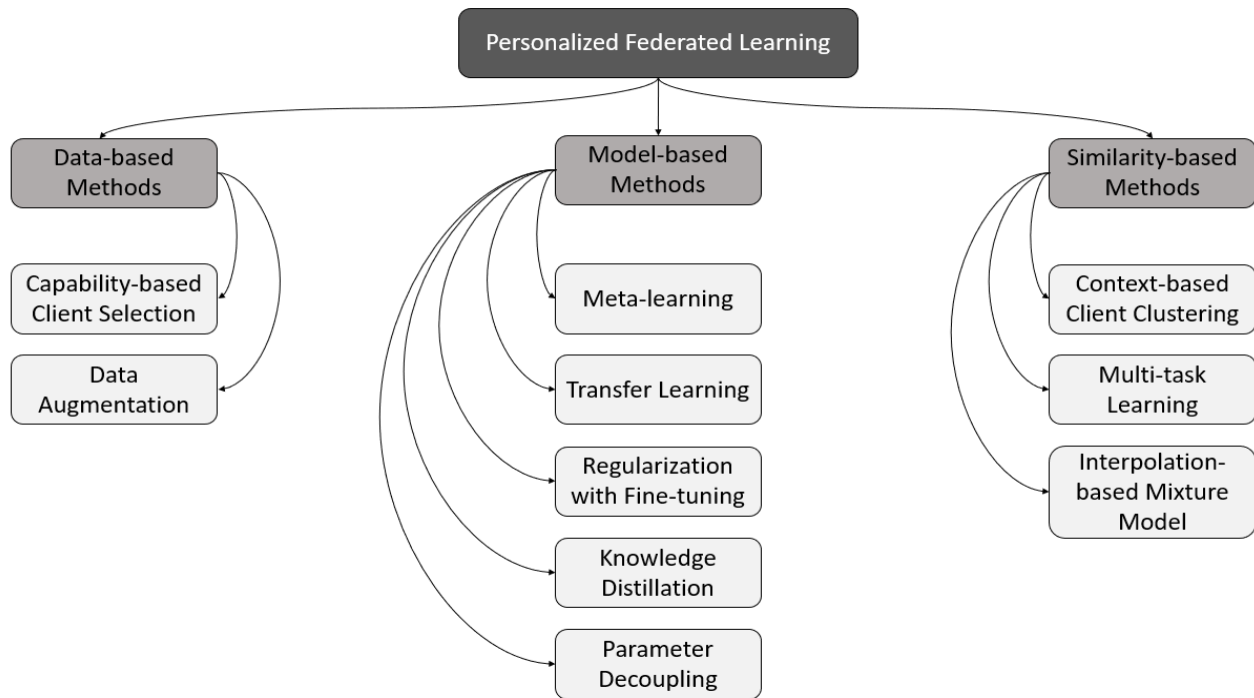 Personalized Federated Learning
Data-based
Methods
Capability-based
Client Selection
Data
Augmentation
Model-based
Methods
Meta-learning
Transfer Learning
Regularization
with Fine-tuning
Knowledge
Distillation
Parameter
Decoupling
Similarity-based
Methods
Context-based
Client Clustering
Multi-task
Learning
Interpolation-
based Mixture
Model